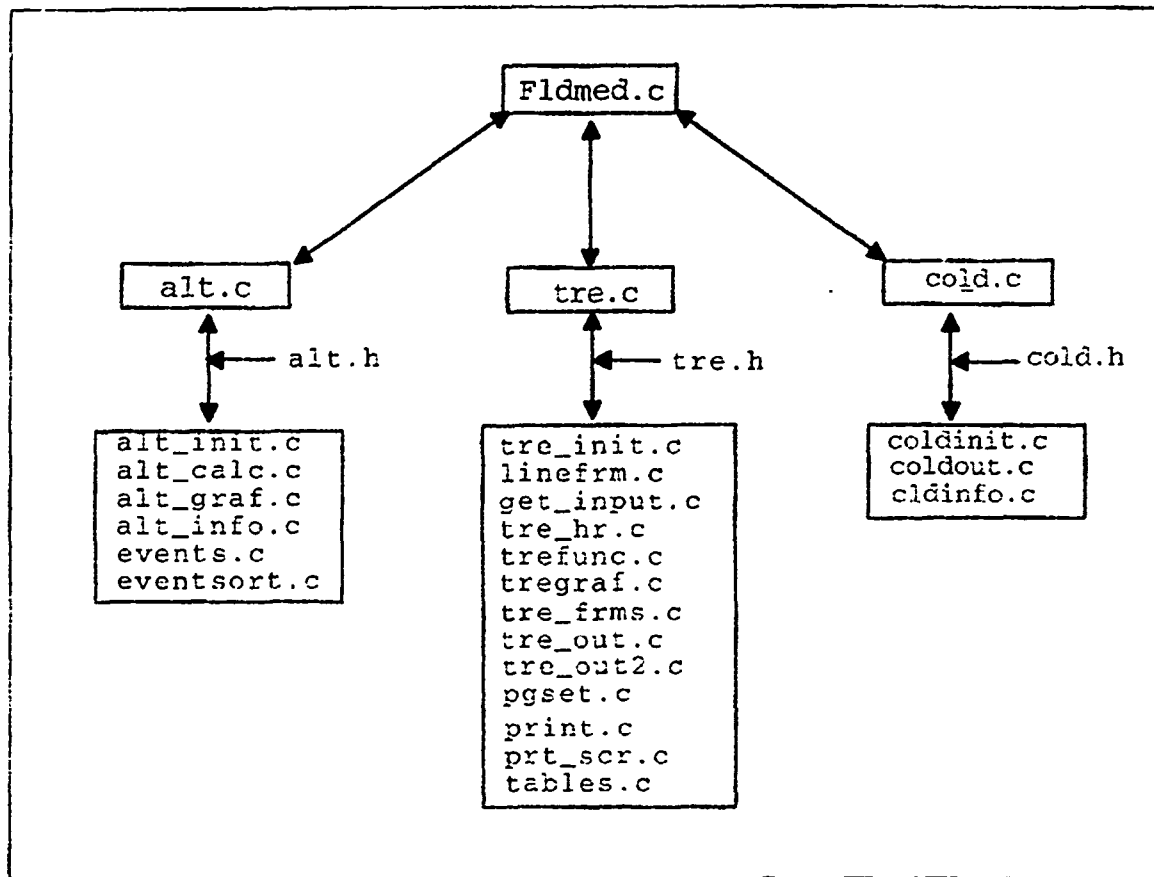 Fldmed.c
alt.c
tre.c
cold.c
alt.h
tre.h
cold.h
alt_init.c
alt_calc.c
alt_graf.c
alt_info.c
events.c
eventsort.c
tre_init.c
linefrm.c
get_input.c
tre_hr.c
trefunc.c
tregraf.c
tre_frms.c
tre_out.c
tre_out2.c
pgset.c
print.c
prt_scr.c
tables.c
coldinit.c
coldout.c
cldinfo.c